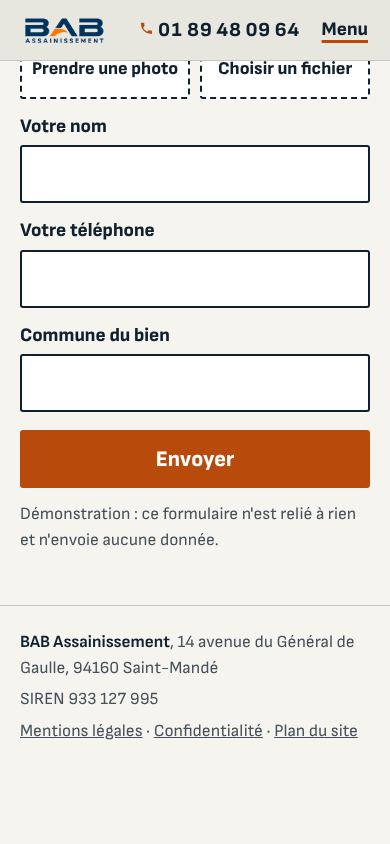 BAB
ASSAINISSEMENT
01 89 48 09 64
Menu
Prendre une photo
Choisir un fichier
Votre nom
Votre téléphone
Commune du bien
Envoyer
Démonstration : ce formulaire n'est relié à rien
et n'envoie aucune donnée.
BAB Assainissement, 14 avenue du Général de
Gaulle, 94160 Saint-Mandé
SIREN 933 127 995
Mentions légales · Confidentialité · Plan du site